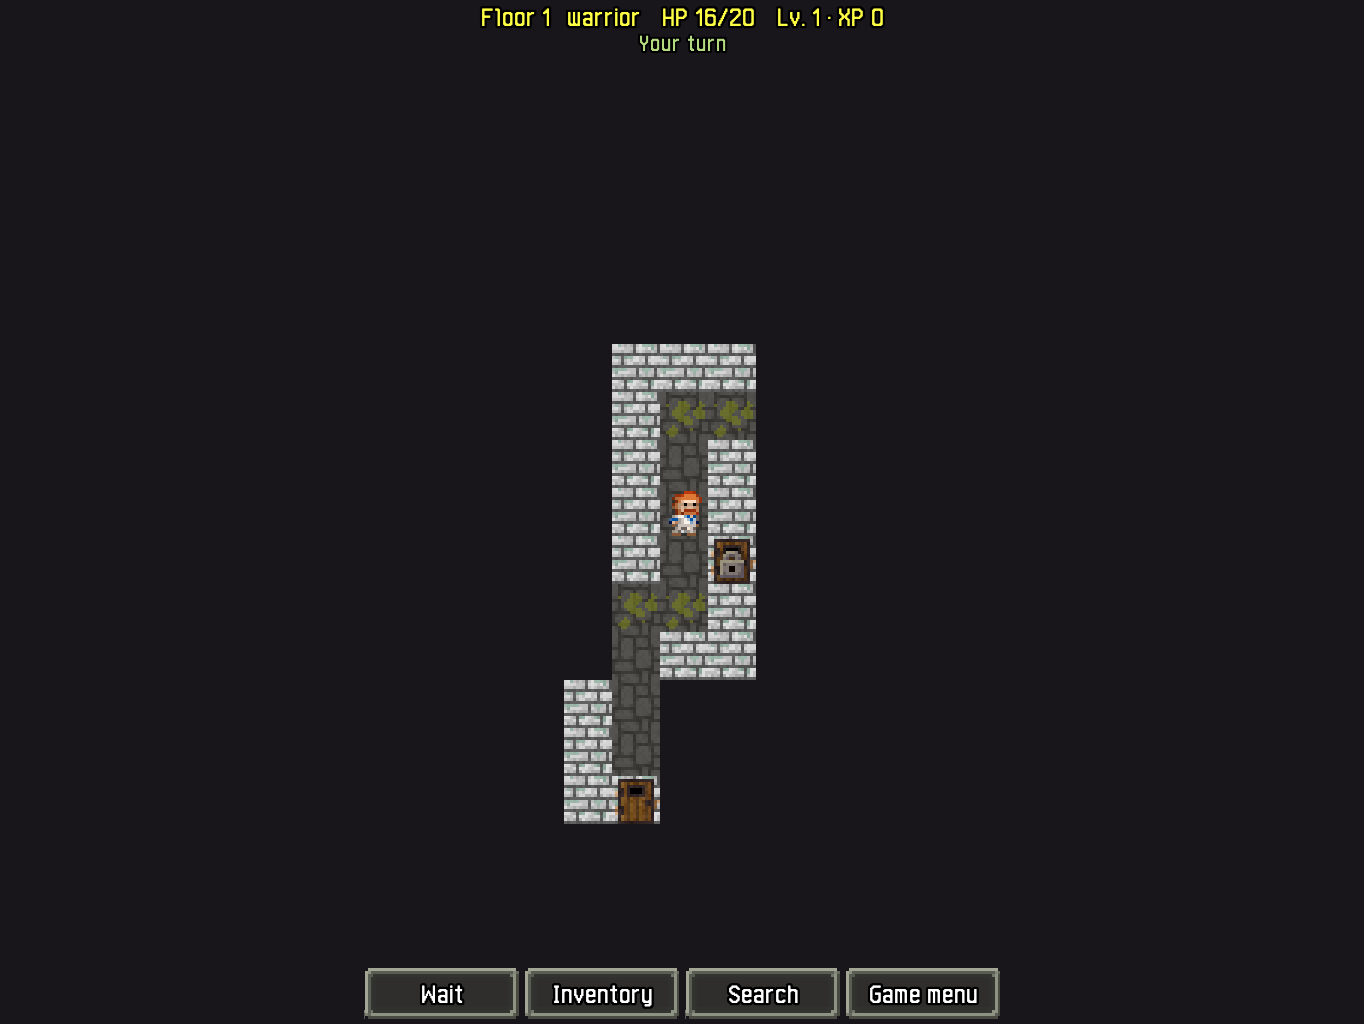 Floor 1 warrior HP 16/20 Lv. 1 · XP 0
Your turn
Wait
Inventory
Search
Game menu